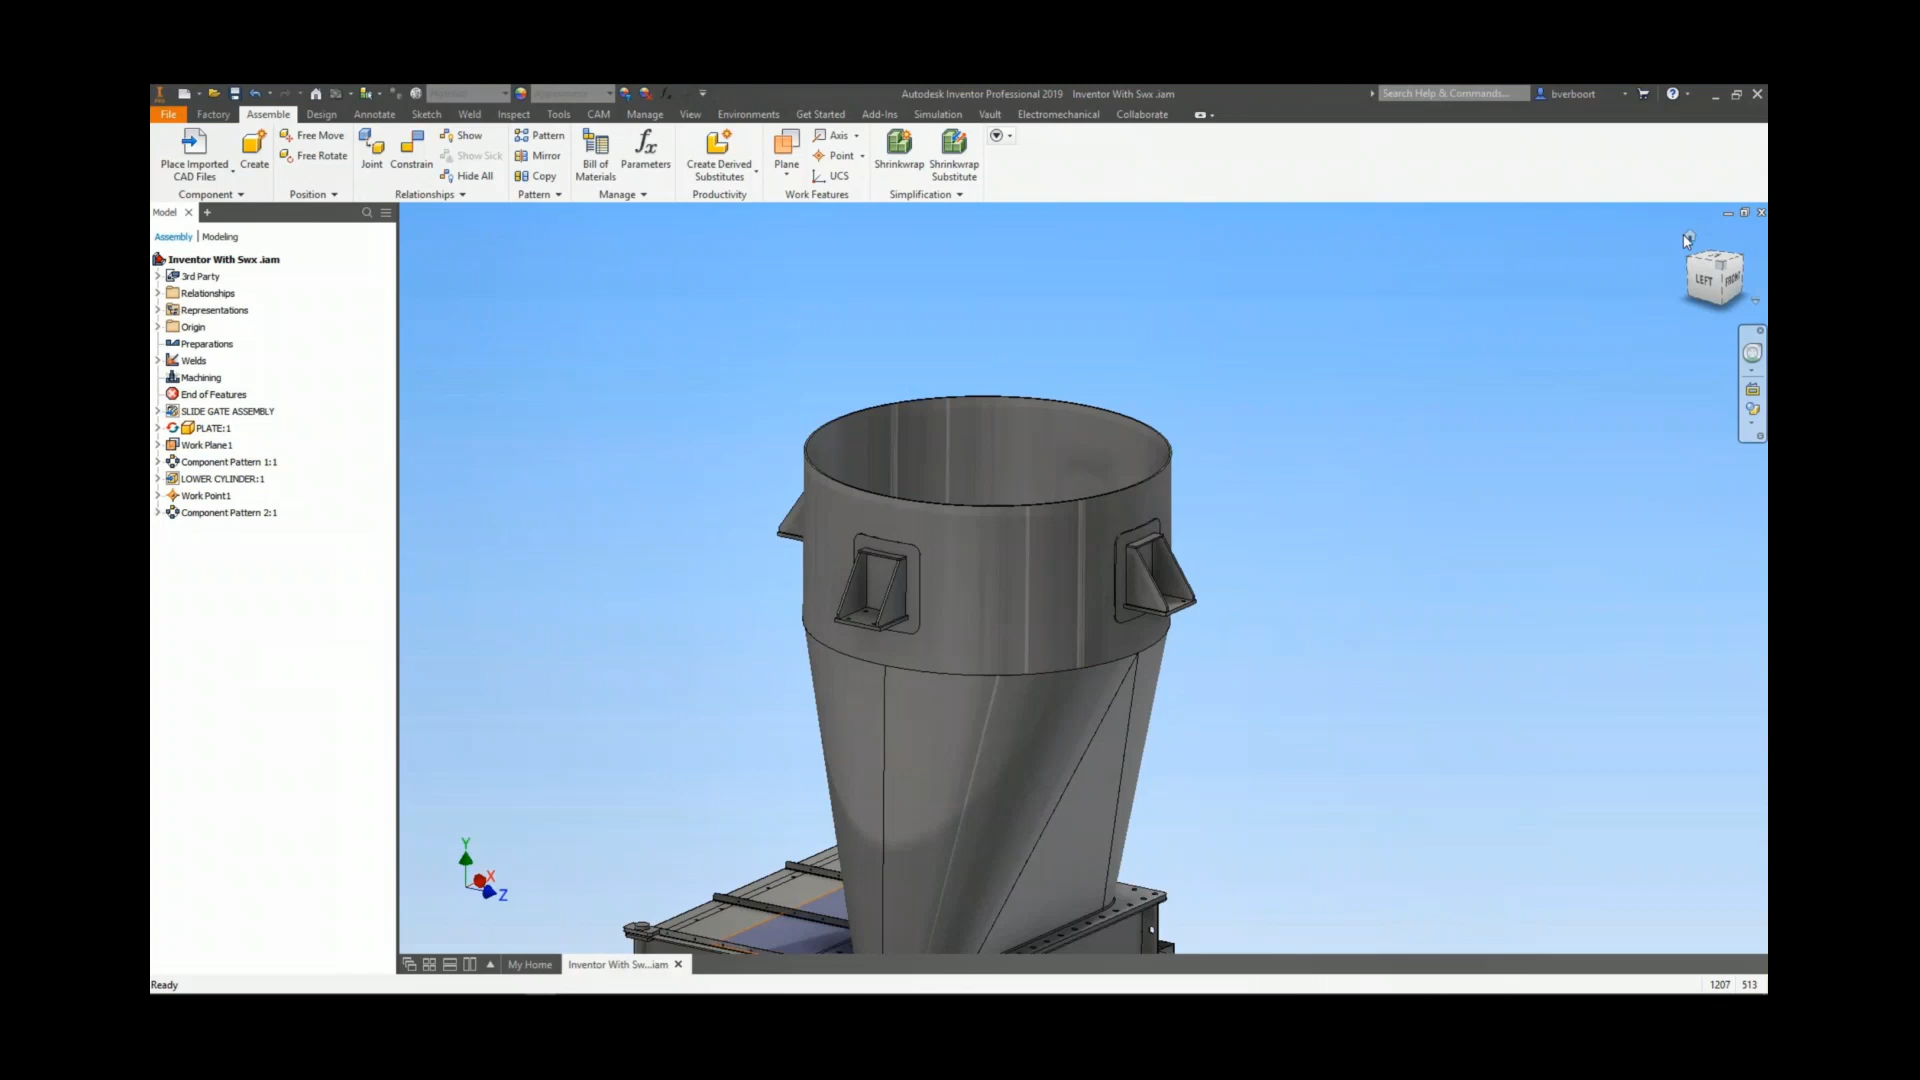 Autodesk Inventor Professional 2019 Inventor With Swx .iam
Search Help & Commands...
bverboort
File Factory Assemble Design Annotate Sketch Weld Inspect Tools CAM Manage View Environments Get Started Add-Ins Simulation Vault Electromechanical Collaborate
Place Imported CAD Files
Create
Component
Free Move
Free Rotate
Position
Joint
Constrain
Show
Show Sick
Hide All
Relationships
Pattern
Mirror
Copy
Pattern
Bill of Materials
Parameters
Manage
Create Derived Substitutes
Productivity
Plane
Axis
Point
UCS
Work Features
Shrinkwrap
Shrinkwrap Substitute
Simplification
Model
Assembly | Modeling
Inventor With Swx .iam
3rd Party
Relationships
Representations
Origin
Preparations
Welds
Machining
End of Features
SLIDE GATE ASSEMBLY
PLATE:1
Work Plane1
Component Pattern 1:1
LOWER CYLINDER:1
Work Point1
Component Pattern 2:1
LEFT FRONT
Y
X
Z
My Home
Inventor With Sw...iam
Ready
1207 513